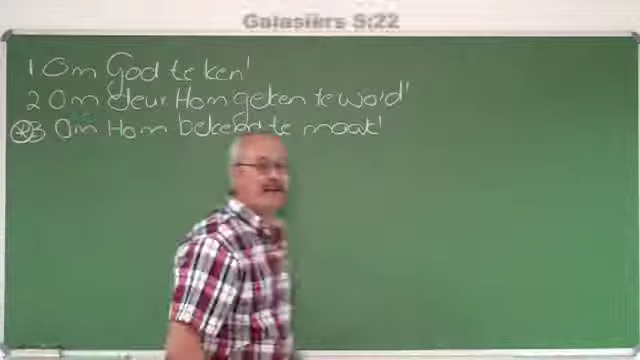 Galasiërs 5:22
1 Om God te ken!
2 Om deur Hom geken te word!
3 Om Hom bekend te maak!